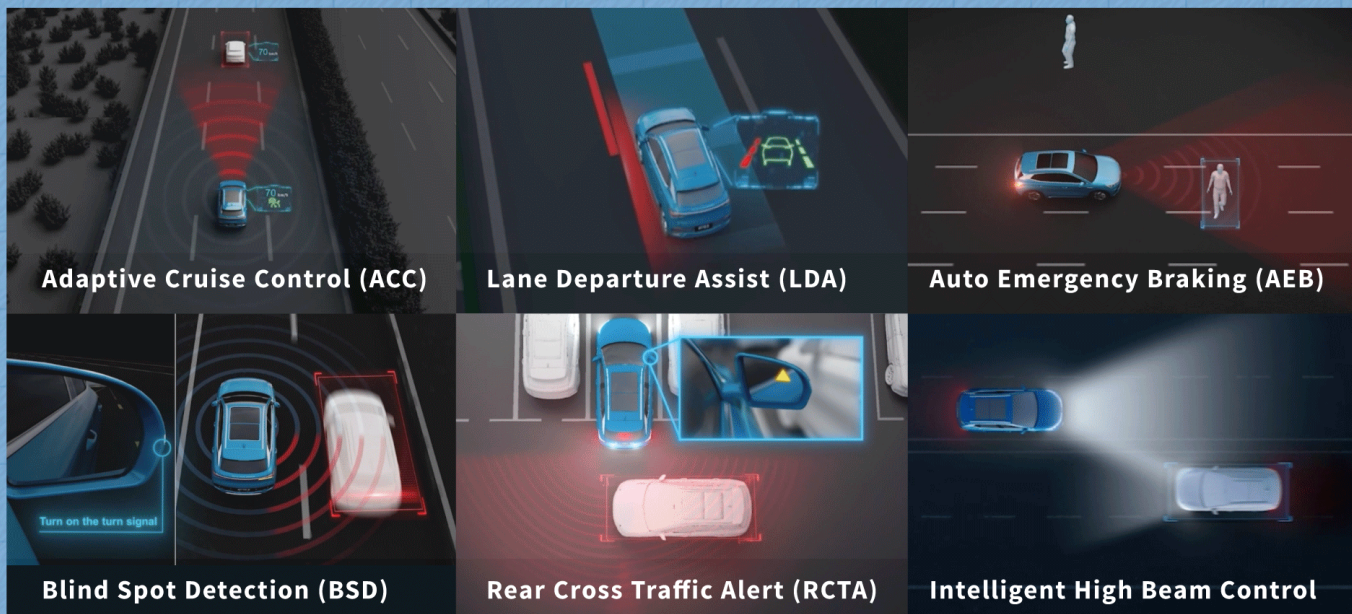 70 km/h
70 km/h
Adaptive Cruise Control (ACC)
Lane Departure Assist (LDA)
Auto Emergency Braking (AEB)
Turn on the turn signal
Blind Spot Detection (BSD)
Rear Cross Traffic Alert (RCTA)
Intelligent High Beam Control